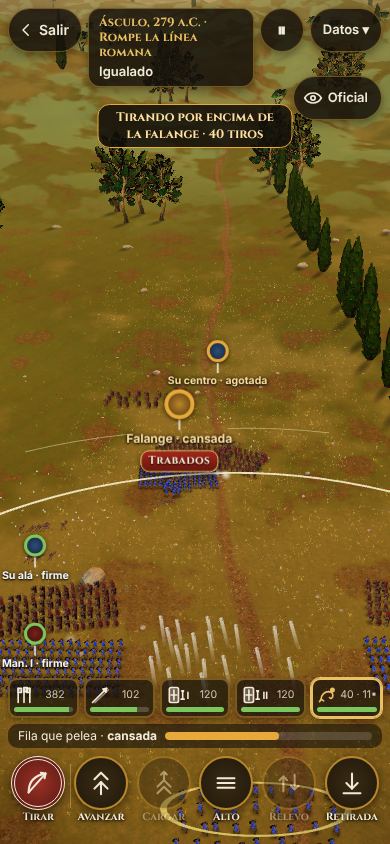 Salir
ÁSCULO, 279 A.C. ·
ROMPE LA LÍNEA
ROMANA
Igualado
Datos ▾
Oficial
TIRANDO POR ENCIMA DE
LA FALANGE · 40 TIROS
Su centro · agotada
Falange · cansada
TRABADOS
Su ala · firme
Man. I · firme
382
102
I 120
II 120
40 · 11
Fila que pelea · cansada
TIRAR
AVANZAR
CARGAR
ALTO
RELEVO
RETIRADA